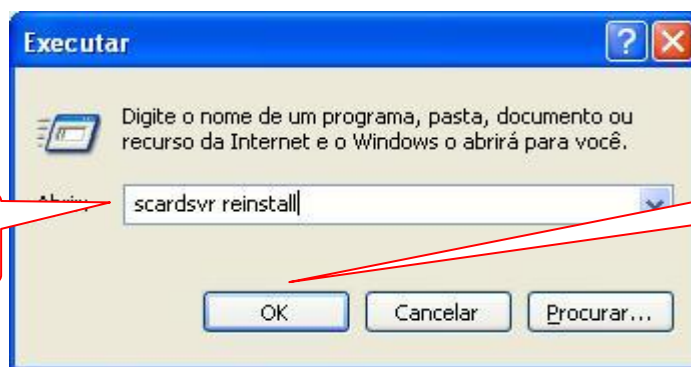 Executar
Digite o nome de um programa, pasta, documento ou
recurso da Internet e o Windows o abrirá para você.
scardsvr reinstall
OK Cancelar Procurar...